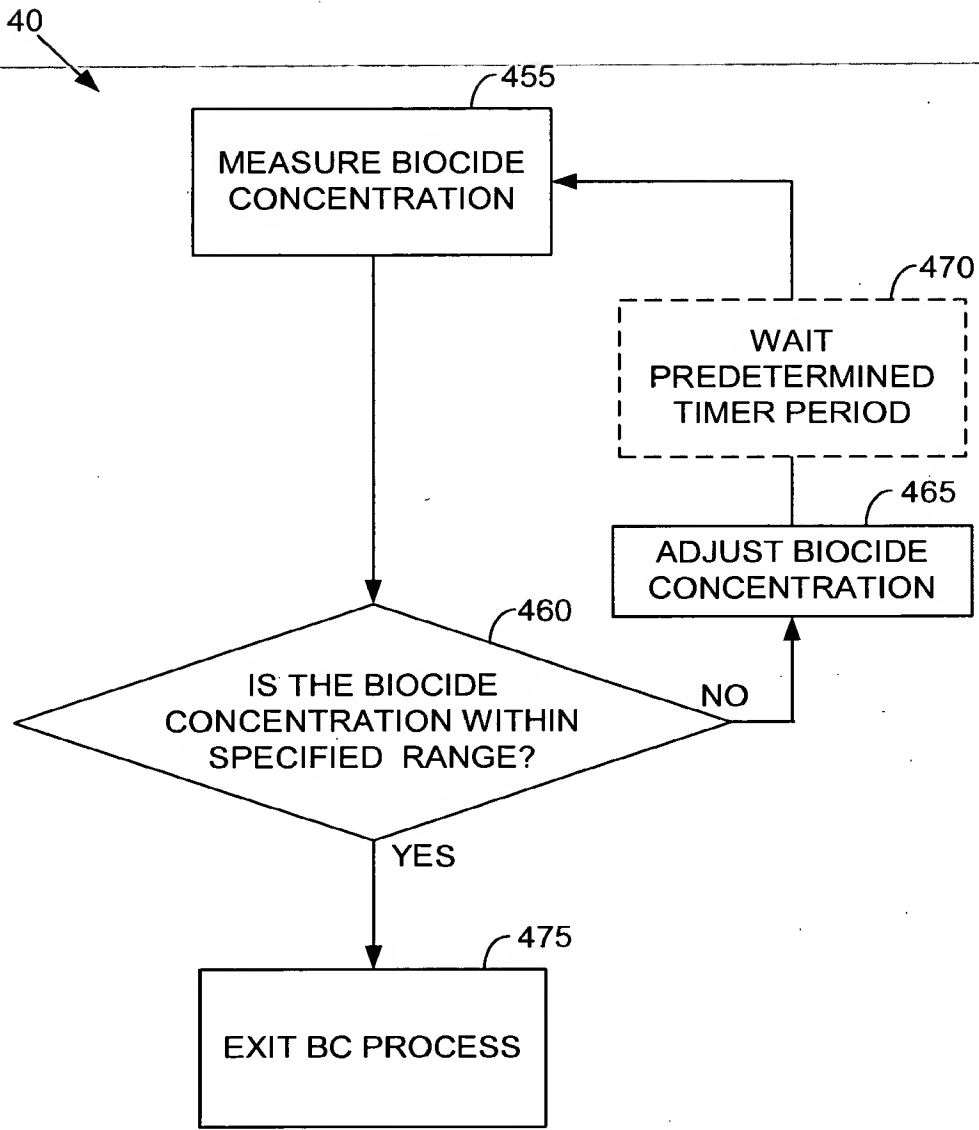 40
455
MEASURE BIOCIDE
CONCENTRATION
470
WAIT
PREDETERMINED
TIMER PERIOD
465
ADJUST BIOCIDE
CONCENTRATION
460
IS THE BIOCIDE
CONCENTRATION WITHIN
SPECIFIED RANGE?
NO
YES
475
EXIT BC PROCESS